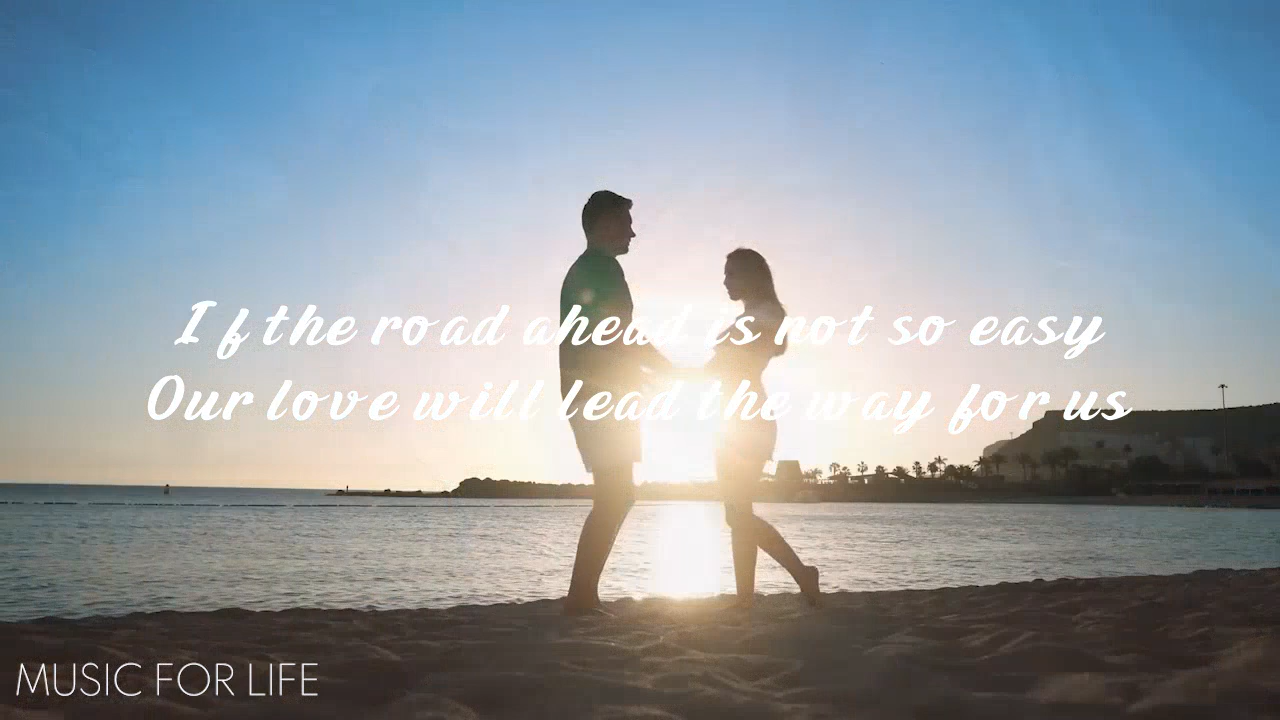 If the road ahead is not so easy
Our love will lead the way for us
MUSIC FOR LIFE